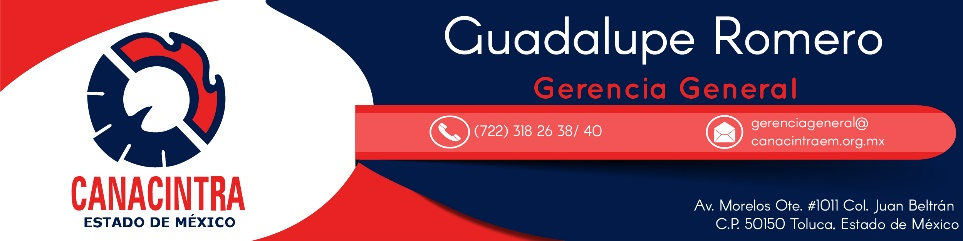 Guadalupe Romero
Gerencia General
(722) 318 26 38/ 40
gerenciageneral@
canacintraem.org.mx
CANACINTRA
ESTADO DE MÉXICO
Av. Morelos Ote. #1011 Col. Juan Beltrán
C.P. 50150 Toluca, Estado de México